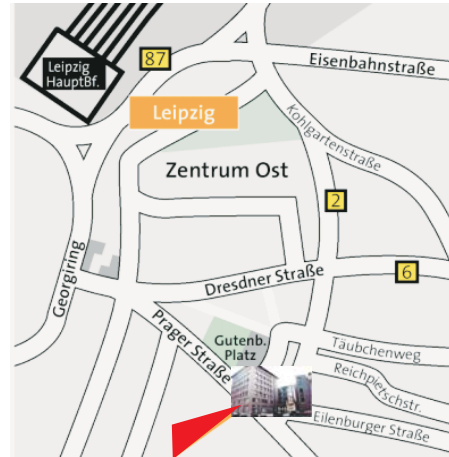 Leipzig
HauptBf.
87
Eisenbahnstraße
Leipzig
Kohlgartenstraße
Zentrum Ost
2
6
Georgiring
Dresdner Straße
Prager Straße
Gutenb.
Platz
Täubchenweg
Reichpietschstr.
Eilenburger Straße